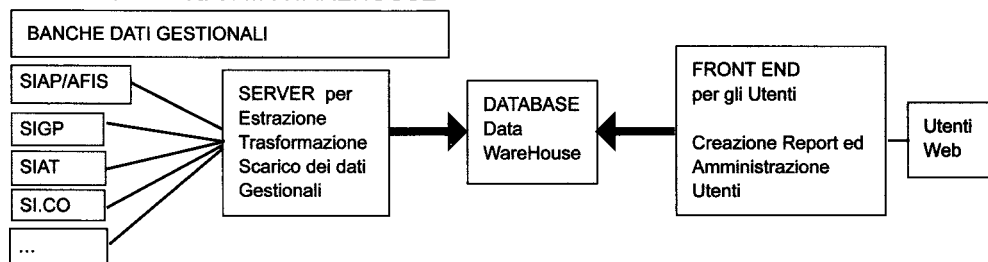 BANCHE DATI GESTIONALI
SIAP/AFIS
SIGP
SIAT
SI.CO
...
SERVER per
Estrazione
Trasformazione
Scarico dei dati
Gestionali
DATABASE
Data
WareHouse
FRONT END
per gli Utenti
Creazione Report ed
Amministrazione
Utenti
Utenti
Web